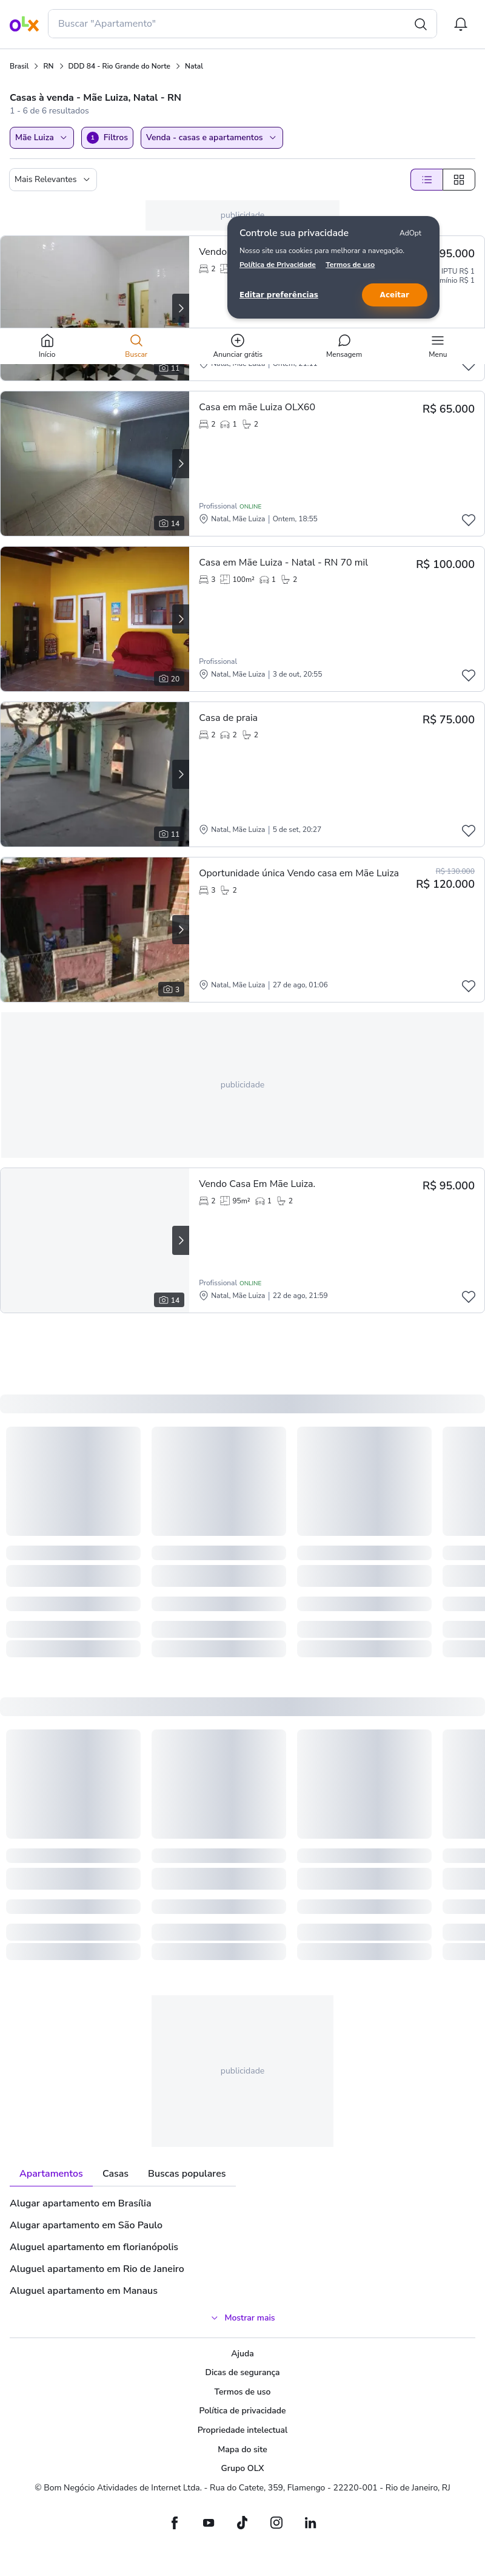 olx
Buscar "Apartamento"
Brasil
RN
DDD 84 - Rio Grande do Norte
Natal
Casas à venda - Mãe Luiza, Natal - RN
1 - 6 de 6 resultados
Mãe Luiza
1 Filtros
Venda - casas e apartamentos
Mais Relevantes
publicidade
Controle sua privacidade
AdOpt
Nosso site usa cookies para melhorar a navegação.
Política de Privacidade
Termos de uso
Editar preferências
Aceitar
Vendo
95.000
2
IPTU R$ 1
R$ 1
Início
Buscar
Anunciar grátis
Mensagem
Menu
11
Natal, Mãe Luiza | Ontem, 21:11
Casa em mãe Luiza OLX60
R$ 65.000
2 1 2
Profissional ONLINE
Natal, Mãe Luiza | Ontem, 18:55
14
Casa em Mãe Luiza - Natal - RN 70 mil
R$ 100.000
3 100m² 1 2
Profissional
Natal, Mãe Luiza | 3 de out, 20:55
20
Casa de praia
R$ 75.000
2 2 2
Natal, Mãe Luiza | 5 de set, 20:27
11
Oportunidade única Vendo casa em Mãe Luiza
R$ 130.000
R$ 120.000
3 2
Natal, Mãe Luiza | 27 de ago, 01:06
3
publicidade
Vendo Casa Em Mãe Luiza.
R$ 95.000
2 95m² 1 2
Profissional ONLINE
Natal, Mãe Luiza | 22 de ago, 21:59
14
publicidade
Apartamentos
Casas
Buscas populares
Alugar apartamento em Brasília
Alugar apartamento em São Paulo
Aluguel apartamento em florianópolis
Aluguel apartamento em Rio de Janeiro
Aluguel apartamento em Manaus
Mostrar mais
Ajuda
Dicas de segurança
Termos de uso
Política de privacidade
Propriedade intelectual
Mapa do site
Grupo OLX
© Bom Negócio Atividades de Internet Ltda. - Rua do Catete, 359, Flamengo - 22220-001 - Rio de Janeiro, RJ